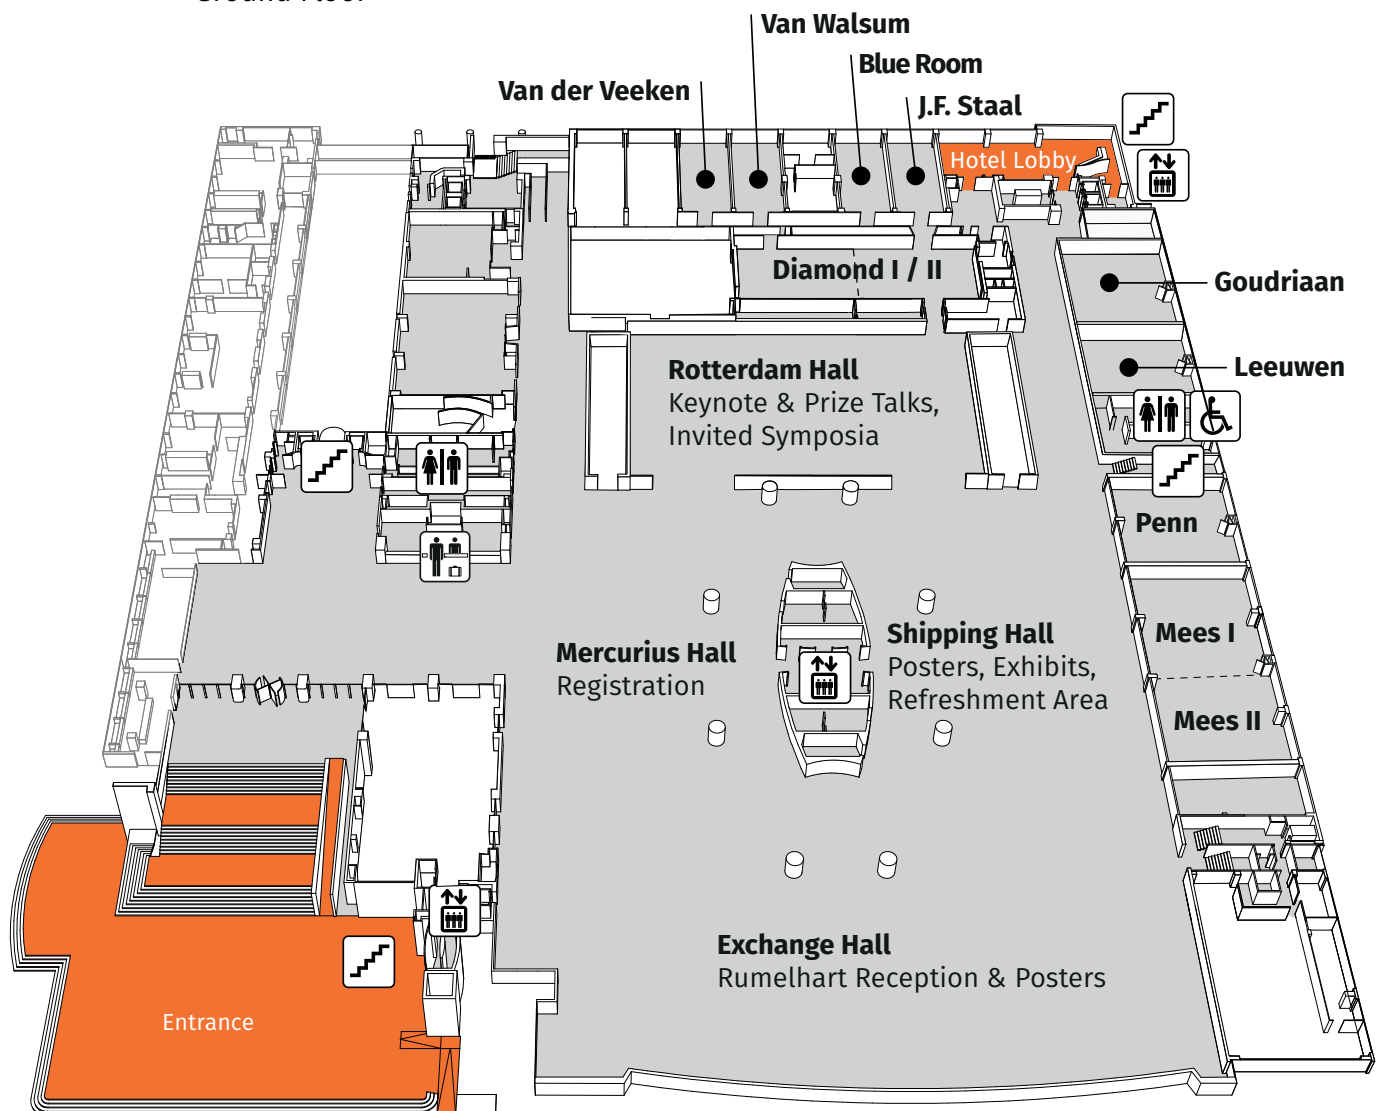 Ground Floor
Van Walsum
Blue Room
Van der Veeken
J.F. Staal
Hotel Lobby
Diamond I / II
Goudriaan
Leeuwen
Rotterdam Hall
Keynote & Prize Talks,
Invited Symposia
Penn
Mees I
Mees II
Mercurius Hall
Registration
Shipping Hall
Posters, Exhibits,
Refreshment Area
Exchange Hall
Rumelhart Reception & Posters
Entrance